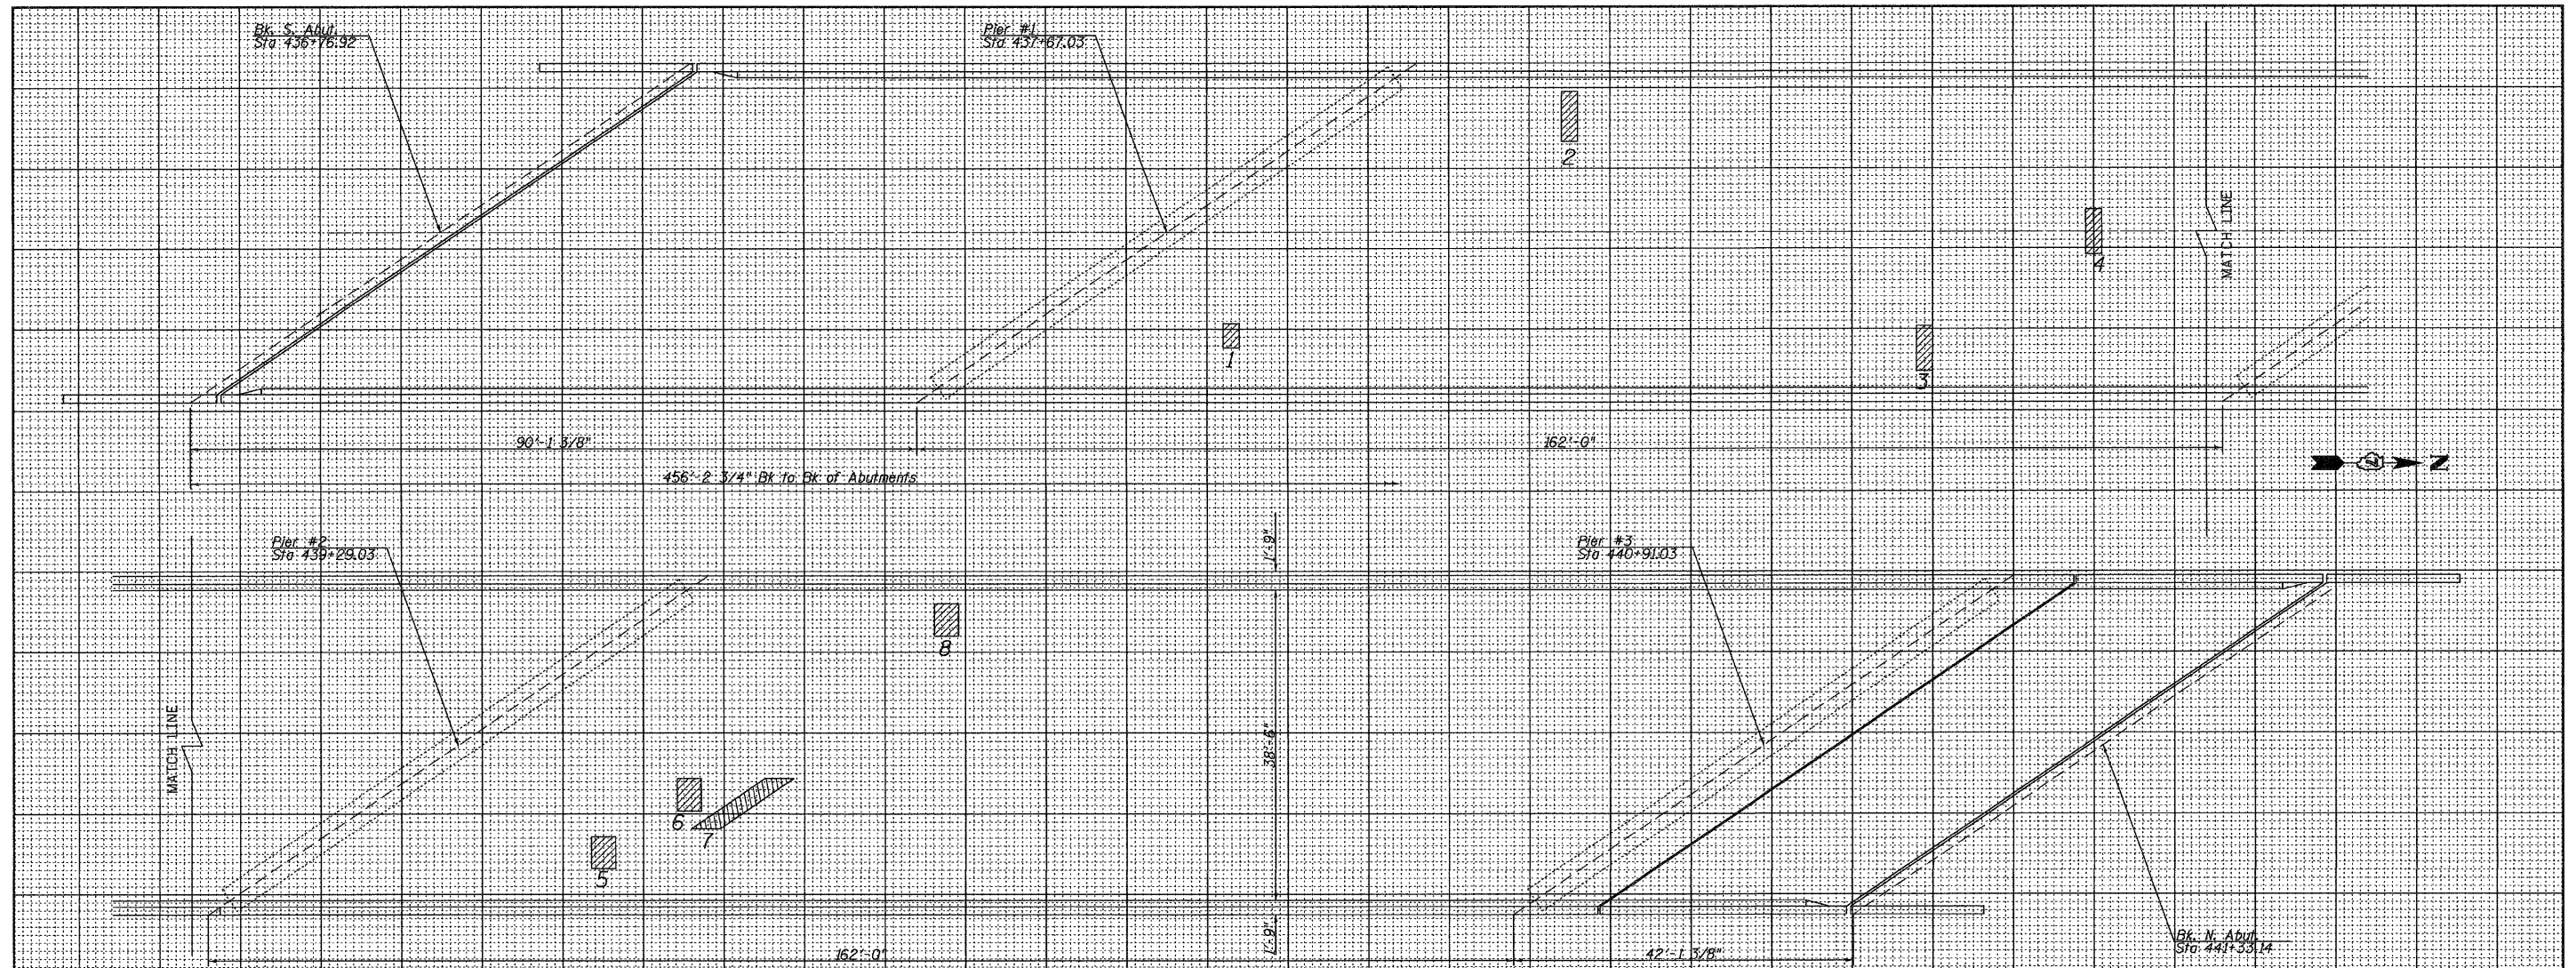 Bk. S. Abut.
Sta 436+76.92
Pier #1
Sta 437+67.03
2
MATCH LINE
4
1
3
90'-1 3/8"
162'-0"
456'-2 3/4" Bk to Bk of Abutments
N
Pier #2
Sta 439+29.03
1'-9"
Pier #3
Sta 440+91.03
8
MATCH LINE
38'-6"
6
7
5
1'-9"
Bk. N. Abut.
Sta 441+33.14
162'-0"
42'-1 3/8"